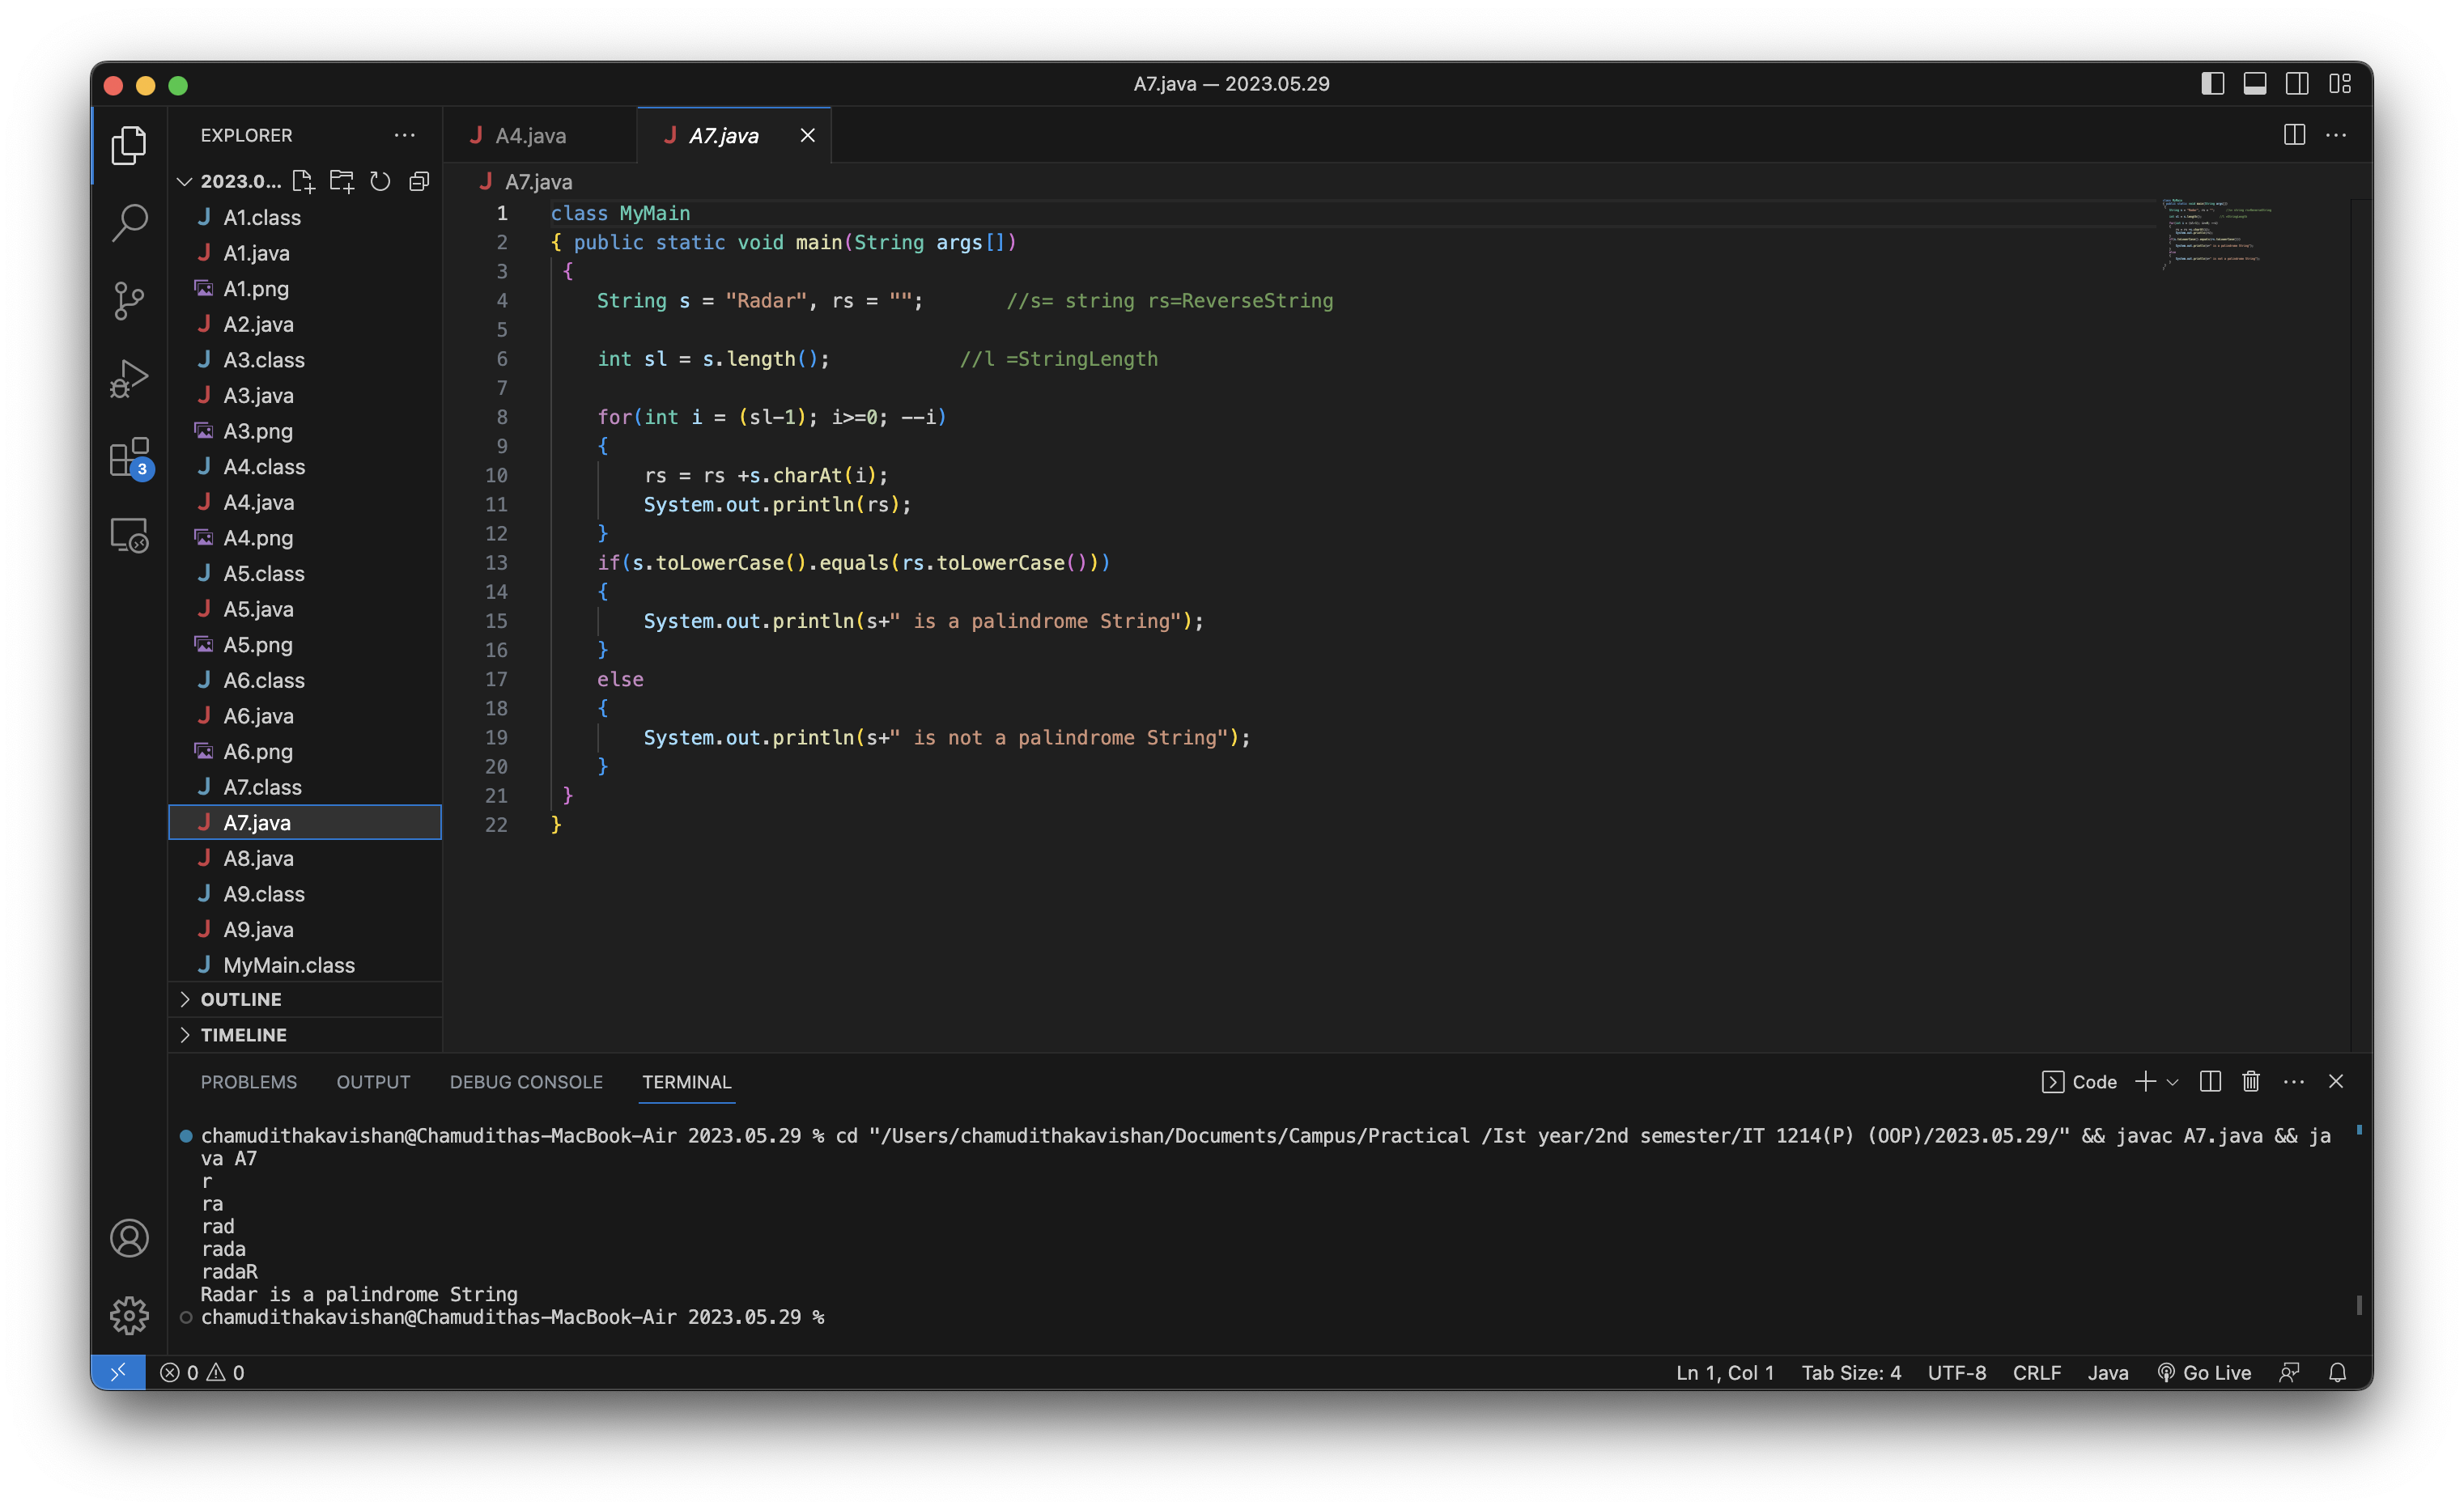 A7.java — 2023.05.29
EXPLORER
2023.0...
A1.class
A1.java
A1.png
A2.java
A3.class
A3.java
A3.png
A4.class
A4.java
A4.png
A5.class
A5.java
A5.png
A6.class
A6.java
A6.png
A7.class
A7.java
A8.java
A9.class
A9.java
MyMain.class
OUTLINE
TIMELINE
3
A4.java
A7.java
A7.java
1 class MyMain
2 { public static void main(String args[])
3 {
4 String s = "Radar", rs = ""; //s= string rs=ReverseString
5
6 int sl = s.length(); //l =StringLength
7
8 for(int i = (sl-1); i>=0; --i)
9 {
10 rs = rs +s.charAt(i);
11 System.out.println(rs);
12 }
13 if(s.toLowerCase().equals(rs.toLowerCase()))
14 {
15 System.out.println(s+" is a palindrome String");
16 }
17 else
18 {
19 System.out.println(s+" is not a palindrome String");
20 }
21 }
22 }
PROBLEMS OUTPUT DEBUG CONSOLE TERMINAL
Code
chamudithakavishan@Chamudithas-MacBook-Air 2023.05.29 % cd "/Users/chamudithakavishan/Documents/Campus/Practical /Ist year/2nd semester/IT 1214(P) (OOP)/2023.05.29/" && javac A7.java && ja
va A7
r
ra
rad
rada
radaR
Radar is a palindrome String
chamudithakavishan@Chamudithas-MacBook-Air 2023.05.29 %
0 0
Ln 1, Col 1 Tab Size: 4 UTF-8 CRLF Java Go Live